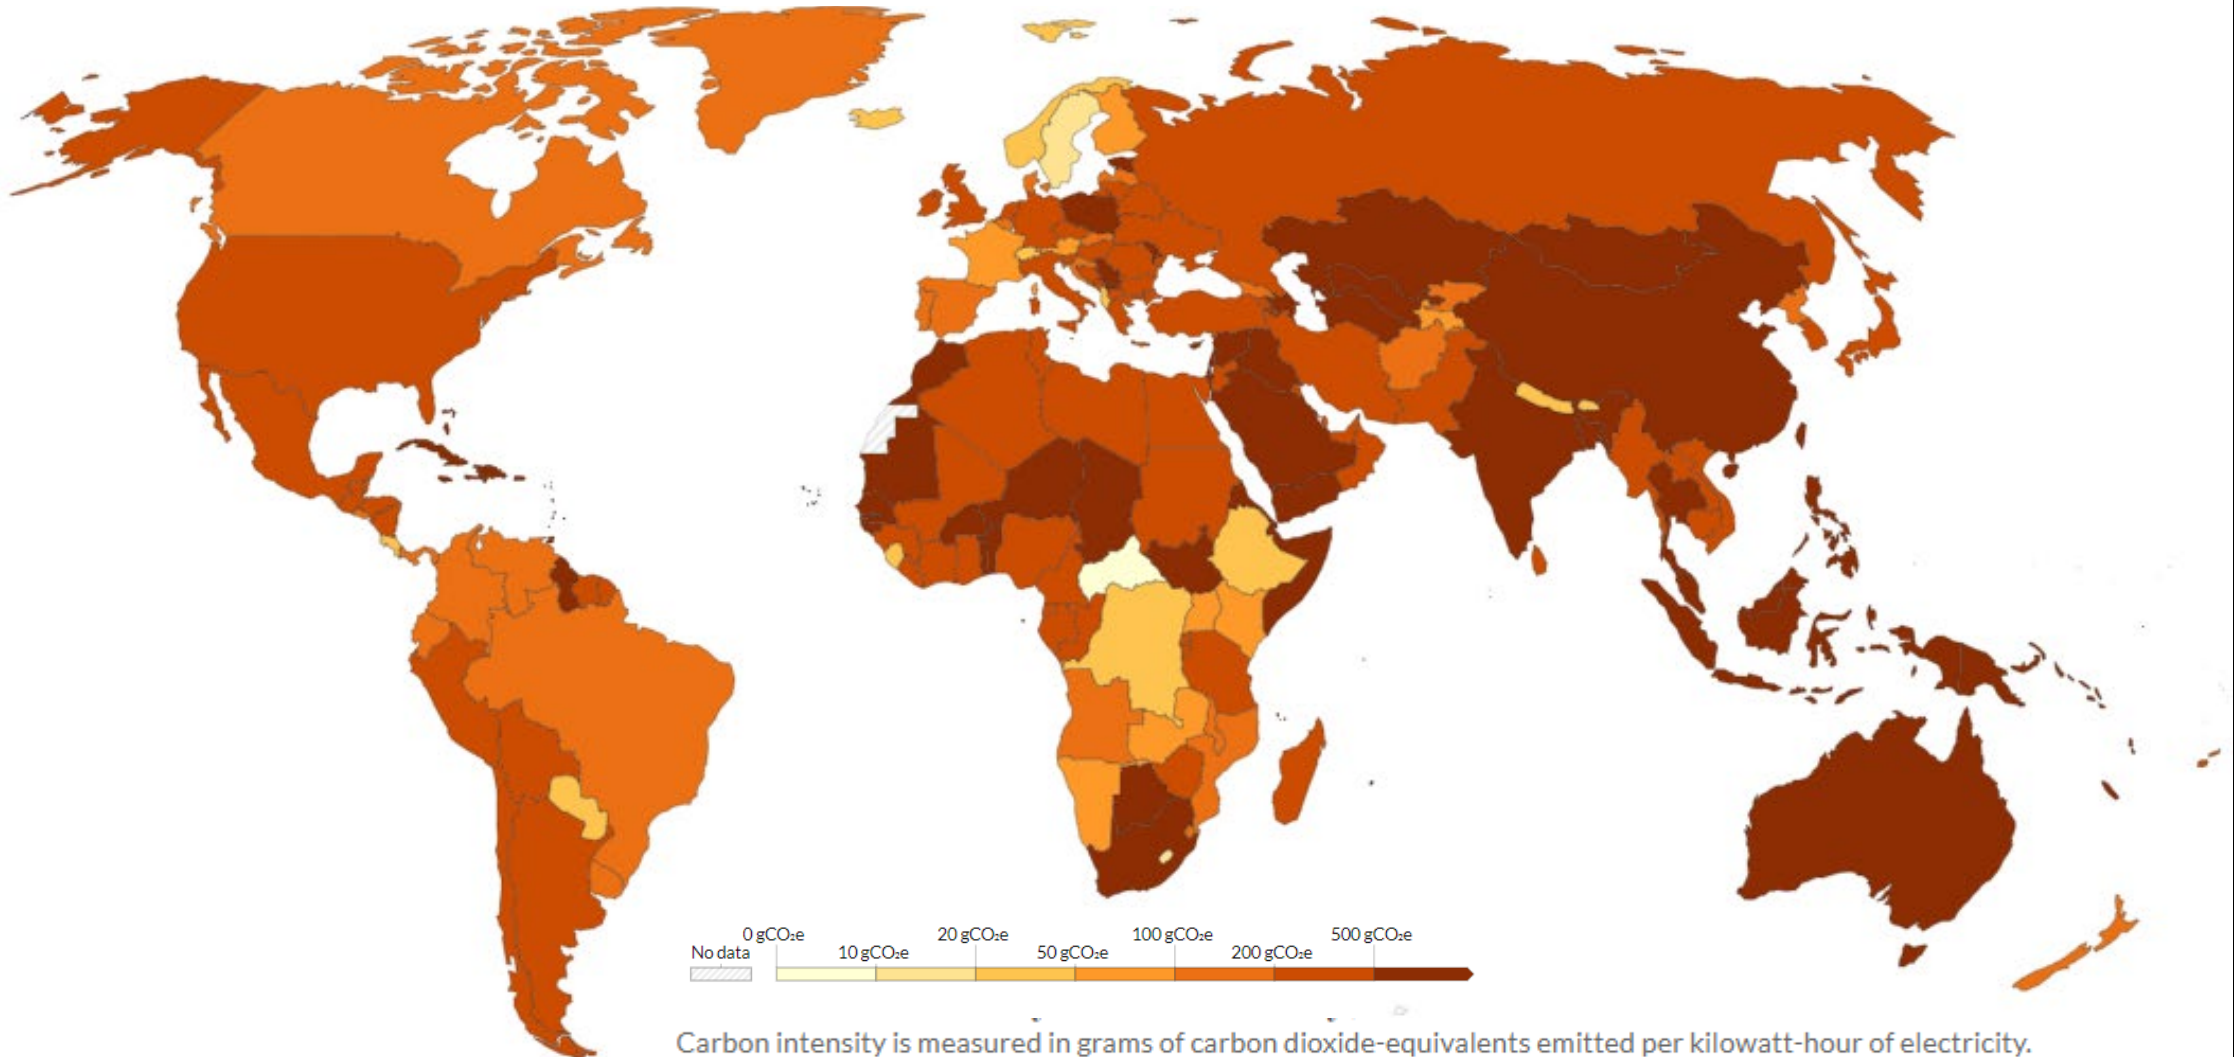 0 gCO₂e 20 gCO₂e 100 gCO₂e 500 gCO₂e
No data 10 gCO₂e 50 gCO₂e 200 gCO₂e
Carbon intensity is measured in grams of carbon dioxide-equivalents emitted per kilowatt-hour of electricity.